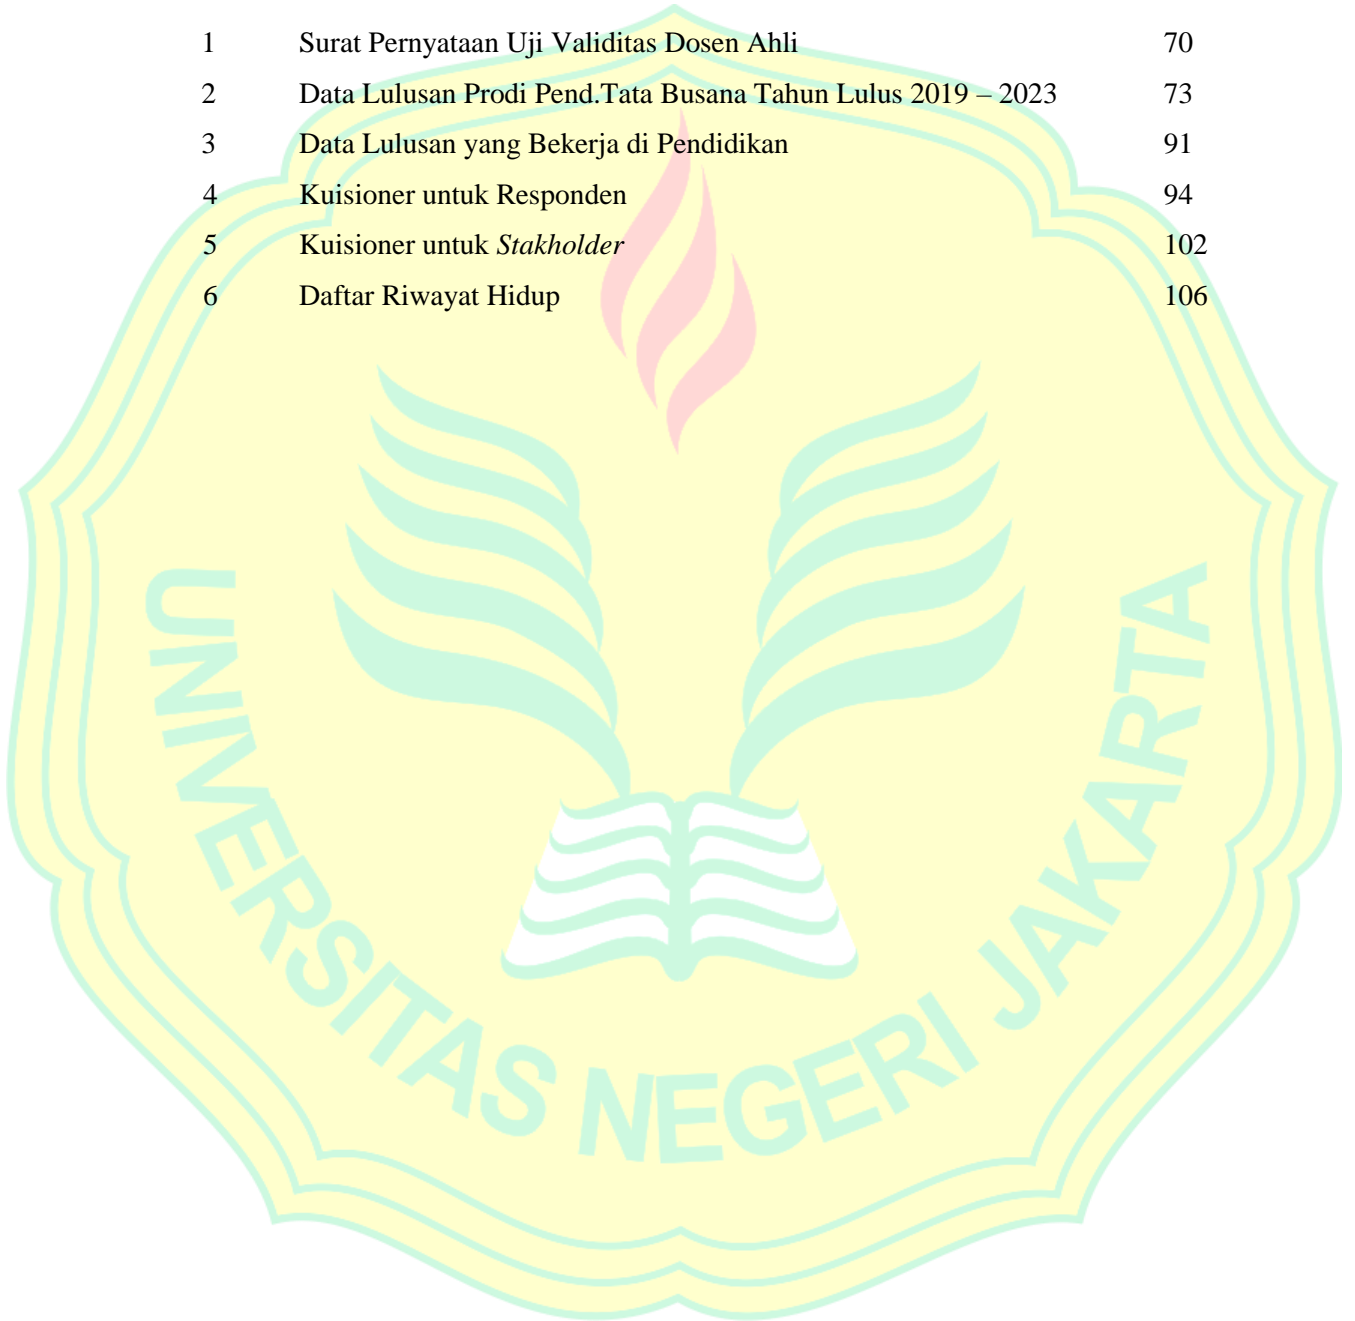 1 Surat Pernyataan Uji Validitas Dosen Ahli 70
2 Data Lulusan Prodi Pend.Tata Busana Tahun Lulus 2019 – 2023 73
3 Data Lulusan yang Bekerja di Pendidikan 91
4 Kuisioner untuk Responden 94
5 Kuisioner untuk Stakholder 102
6 Daftar Riwayat Hidup 106
UNIVERSITAS NEGERI JAKARTA